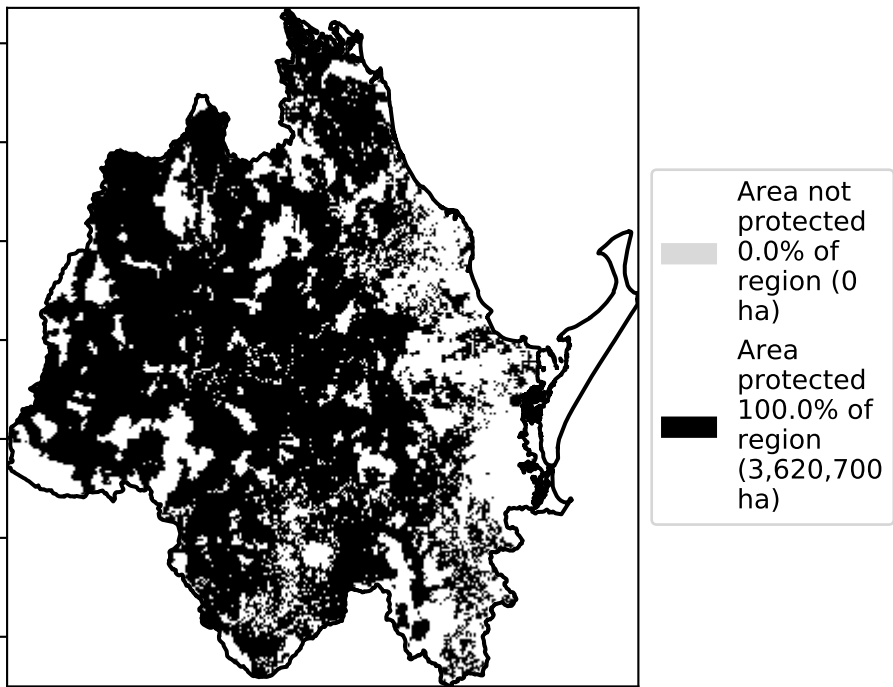 Area not
protected
0.0% of
region (0
ha)
Area
protected
100.0% of
region
(3,620,700
ha)